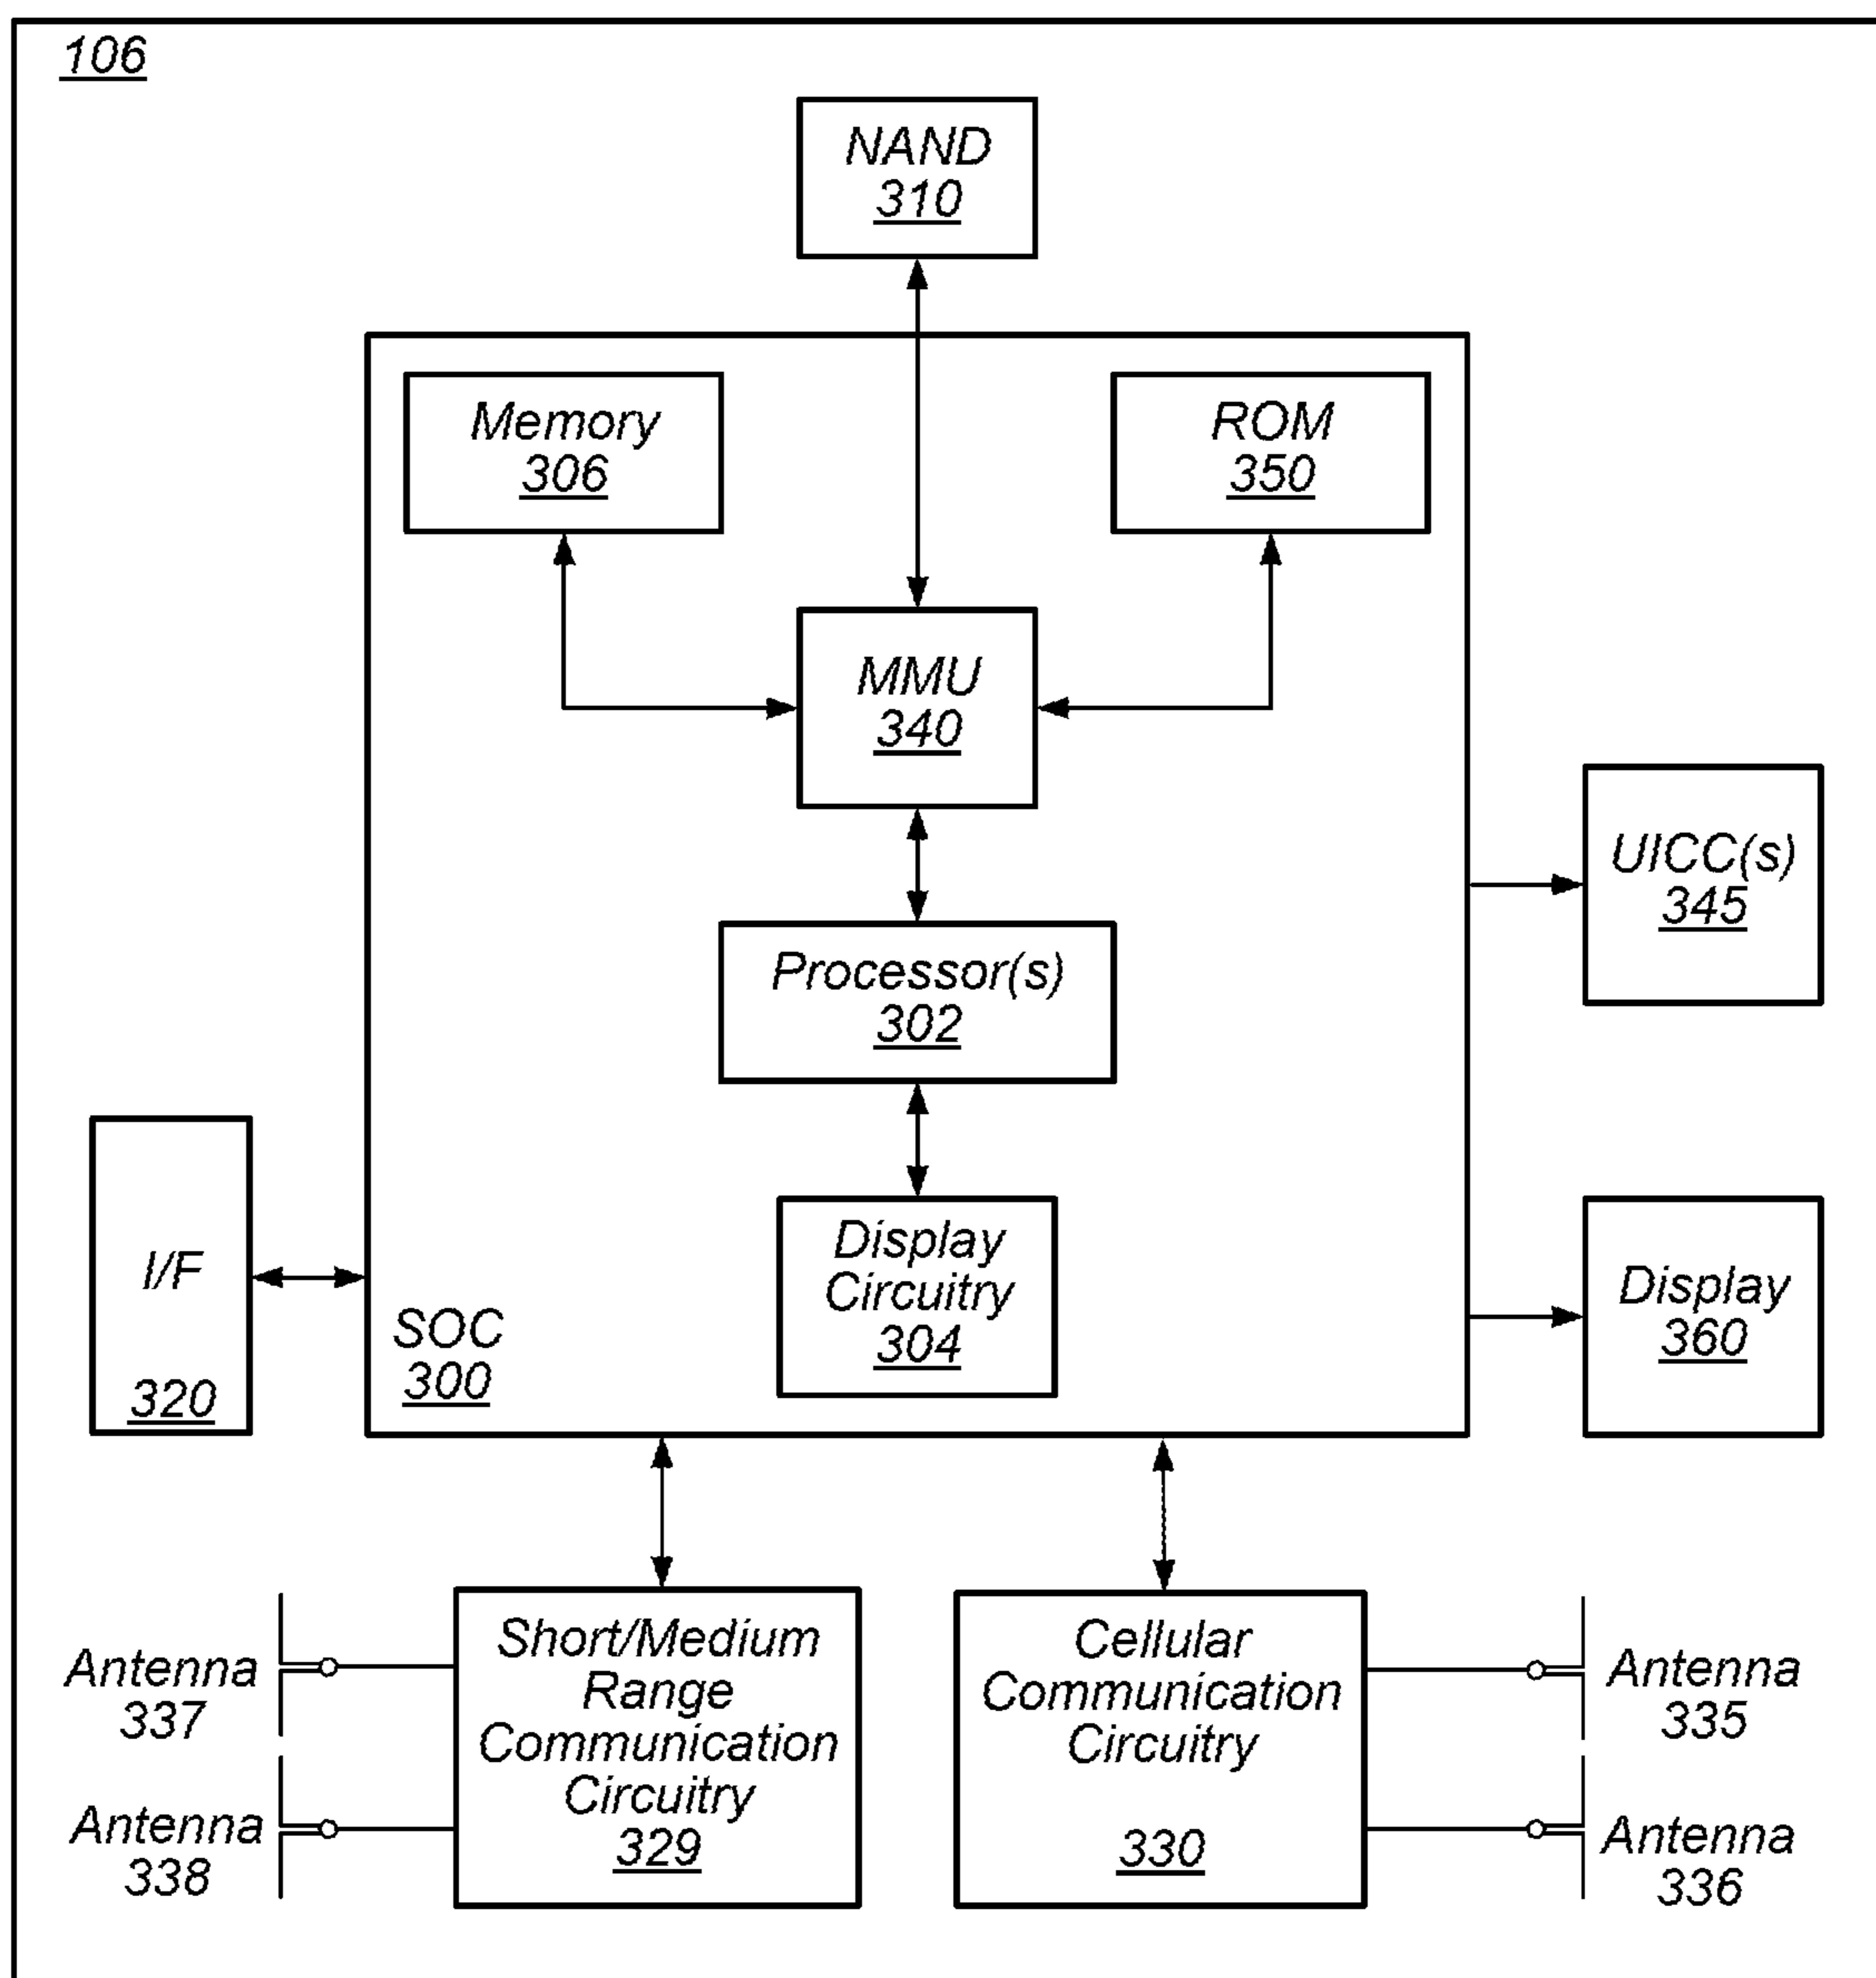 106
NAND
310
Memory
306
ROM
350
MMU
340
UICC(s)
345
Processor(s)
302
I/F
320
Display
Circuitry
304
SOC
300
Display
360
Antenna
337
Antenna
338
Short/Medium
Range
Communication
Circuitry
329
Cellular
Communication
Circuitry
330
Antenna
335
Antenna
336